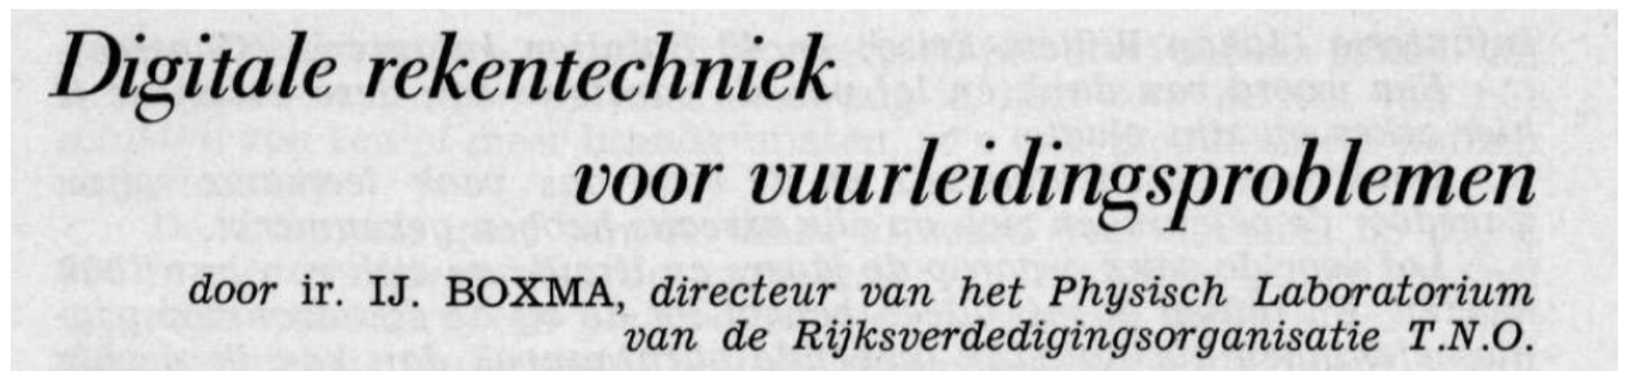 Digitale rekentechniek
voor vuurleidingsproblemen
door ir. IJ. BOXMA, directeur van het Physisch Laboratorium
van de Rijksverdedigingsorganisatie T.N.O.